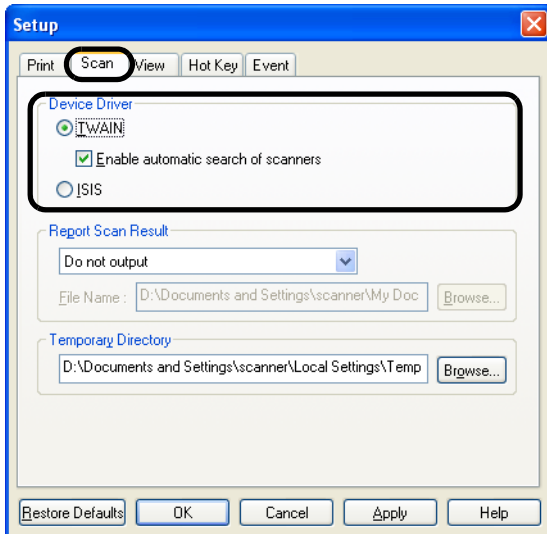 Setup
Print Scan View Hot Key Event
Device Driver
TWAIN
Enable automatic search of scanners
ISIS
Report Scan Result
Do not output
File Name : D:\Documents and Settings\scanner\My Doc Browse...
Temporary Directory
D:\Documents and Settings\scanner\Local Settings\Temp Browse...
Restore Defaults OK Cancel Apply Help